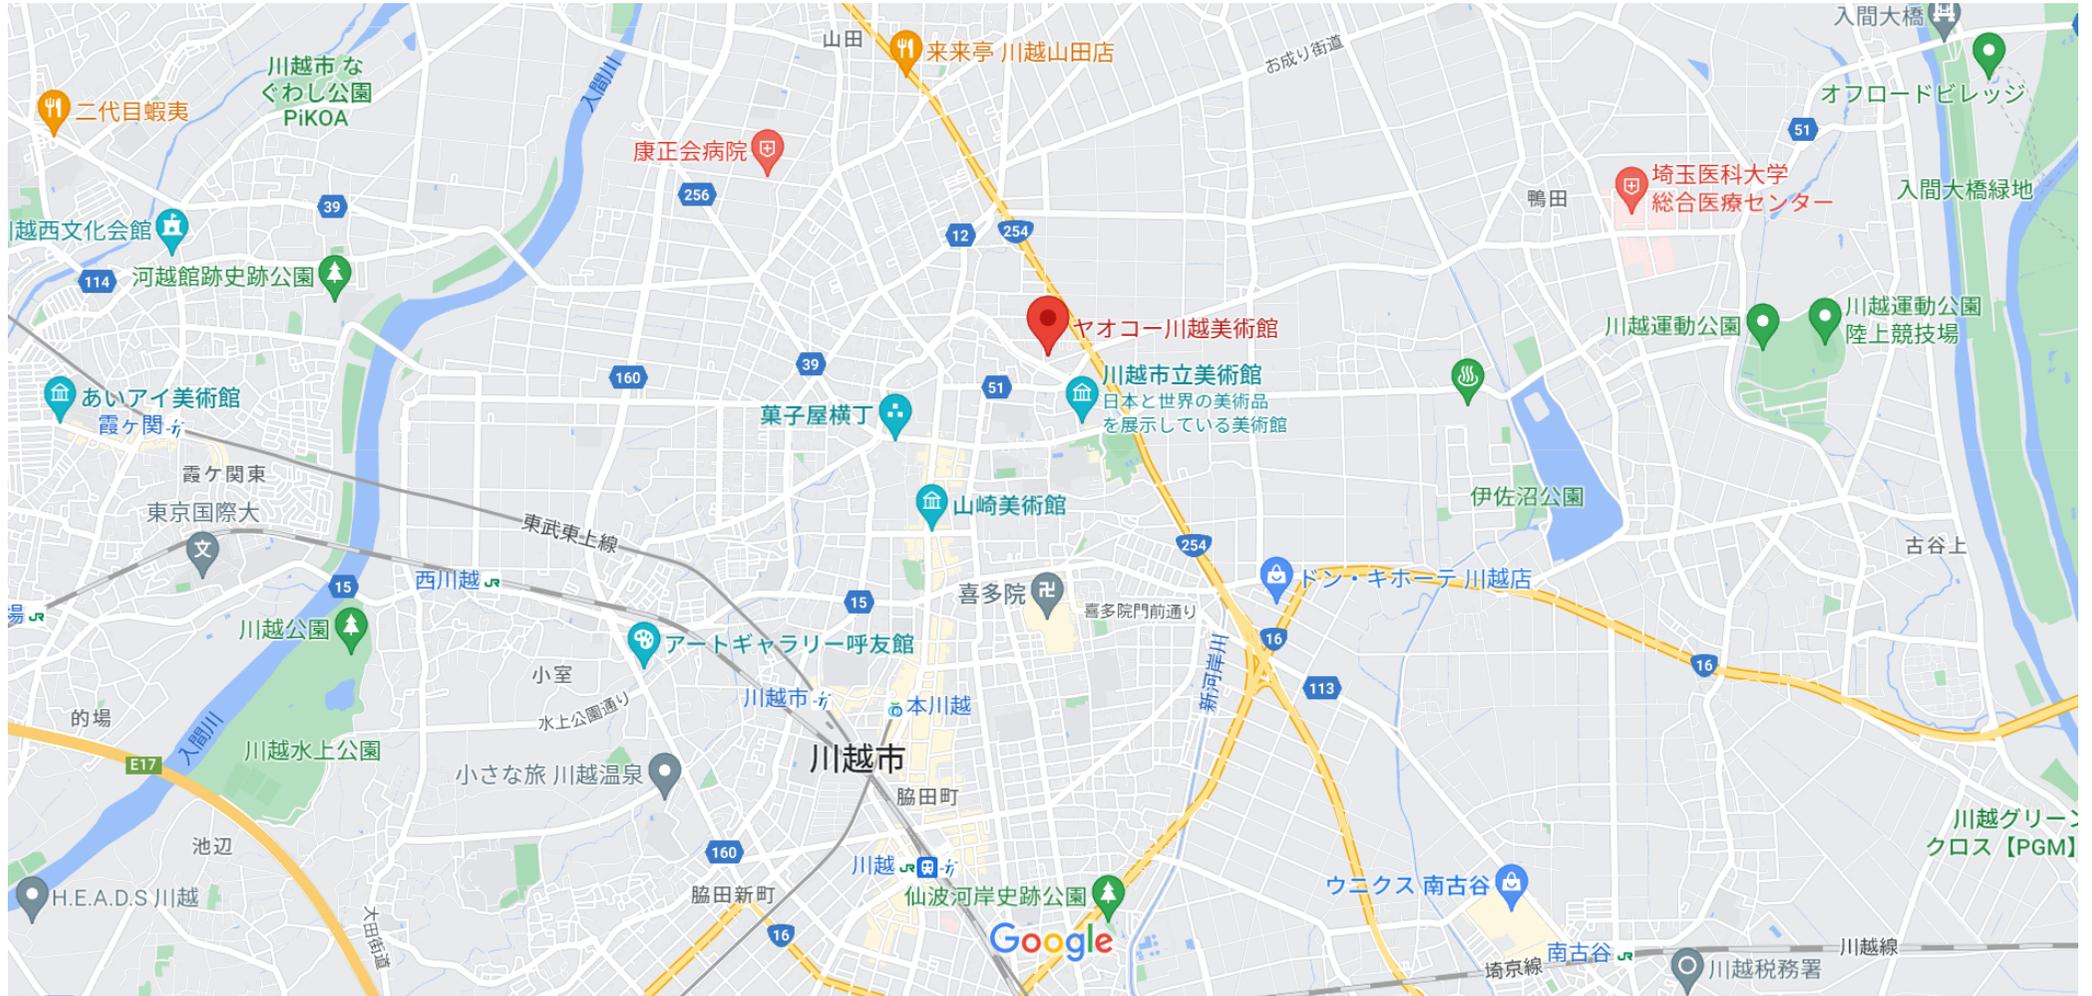 入間大橋
山田
来来亭 川越山田店
お成り街道
川越市 な
ぐわし公園
PiKOA
入間川
オフロードビレッジ
二代目蝦夷
51
康正会病院
埼玉医科大学
総合医療センター
256
鴨田
入間大橋緑地
39
越西文化会館
12
254
114
河越館跡史跡公園
川越運動公園
陸上競技場
川越運動公園
ヤオコー川越美術館
39
160
51
川越市立美術館
日本と世界の美術品
を展示している美術館
あいアイ美術館
霞ヶ関
菓子屋横丁
霞ケ関東
東京国際大
山崎美術館
伊佐沼公園
東武東上線
254
古谷上
西川越
JR
15
ドン・キホーテ 川越店
喜多院
15
喜多院門前通り
場
JR
川越公園
アートギャラリー呼友館
16
16
小室
新河岸川
113
川越市
本川越
的場
水上公園通り
入間川
川越水上公園
E17
川越市
小さな旅 川越温泉
脇田町
川越グリーン
クロス【PGM】
池辺
160
川越
JR
ウニクス 南古谷
H.E.A.D.S 川越
脇田新町
仙波河岸史跡公園
大田街道
16
Google
南古谷
JR
川越線
埼京線
川越税務署